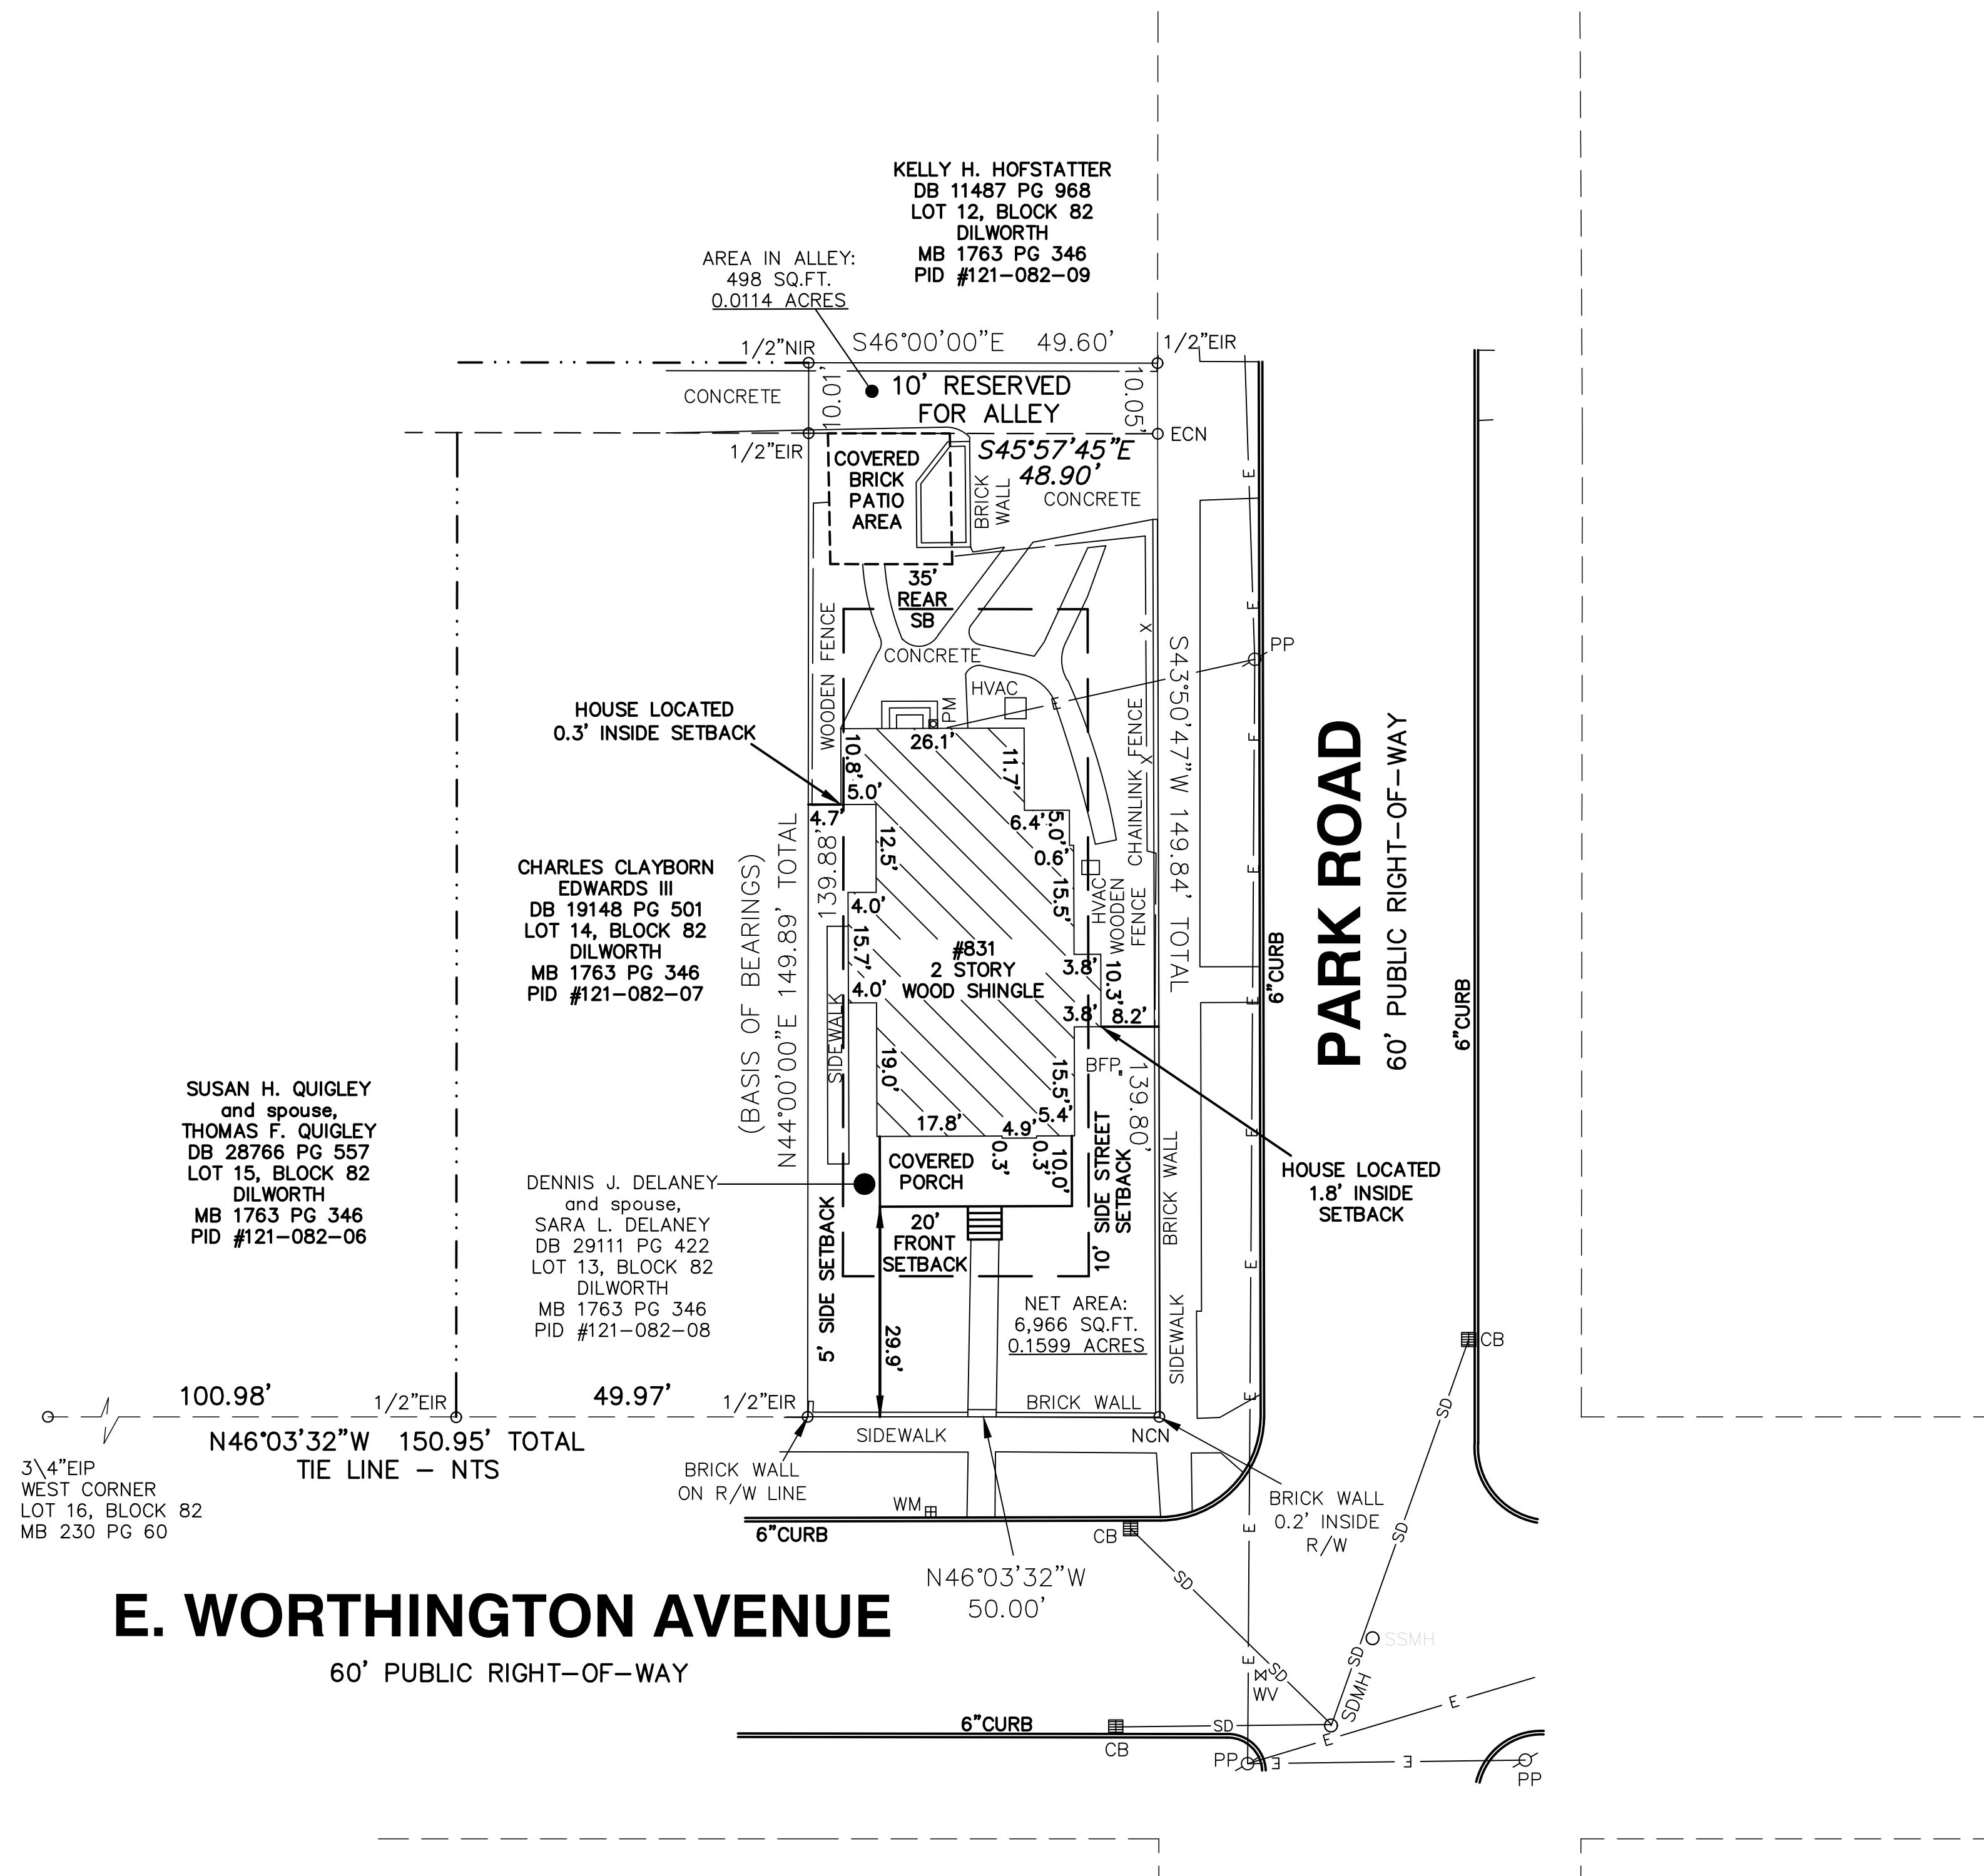 KELLY H. HOFSTATTER
DB 11487 PG 968
LOT 12, BLOCK 82
DILWORTH
MB 1763 PG 346
PID #121-082-09
AREA IN ALLEY:
498 SQ.FT.
0.0114 ACRES
1/2"NIR
S46°00'00"E 49.60'
1/2"EIR
CONCRETE
10.01'
10' RESERVED
FOR ALLEY
10.05'
1/2"EIR
ECN
S45°57'45"E
48.90'
COVERED
BRICK
PATIO
AREA
BRICK
WALL
CONCRETE
E
35'
REAR
SB
WOODEN FENCE
CONCRETE
X
E
PP
HVAC
PM
E
S43°50'47"W 149.84' TOTAL
CHAINLINK FENCE
X
E
HOUSE LOCATED
0.3' INSIDE SETBACK
10.8'
26.1'
11.7'
5.0'
4.7'
6.4'
5.0'
0.6'
12.5'
139.88'
N44°00'00"E 149.89' TOTAL
(BASIS OF BEARINGS)
E
HVAC
WOODEN
FENCE
15.5'
4.0'
15.7'
4.0'
#831
2 STORY
WOOD SHINGLE
3.8'
10.3'
3.8'
8.2'
SIDEWALK
PARK ROAD
60' PUBLIC RIGHT-OF-WAY
6"CURB
6"CURB
E
CHARLES CLAYBORN
EDWARDS III
DB 19148 PG 501
LOT 14, BLOCK 82
DILWORTH
MB 1763 PG 346
PID #121-082-07
19.0'
15.5'
BFP
139.80'
17.8'
4.9'
5.4'
0.3'
0.3'
10.0'
COVERED
PORCH
E
SUSAN H. QUIGLEY
and spouse,
THOMAS F. QUIGLEY
DB 28766 PG 557
LOT 15, BLOCK 82
DILWORTH
MB 1763 PG 346
PID #121-082-06
DENNIS J. DELANEY
and spouse,
SARA L. DELANEY
DB 29111 PG 422
LOT 13, BLOCK 82
DILWORTH
MB 1763 PG 346
PID #121-082-08
5' SIDE SETBACK
20'
FRONT
SETBACK
10' SIDE STREET
SETBACK
BRICK WALL
HOUSE LOCATED
1.8' INSIDE
SETBACK
E
29.9'
NET AREA:
6,966 SQ.FT.
0.1599 ACRES
SIDEWALK
CB
E
100.98'
1/2"EIR
49.97'
1/2"EIR
BRICK WALL
SD
N46°03'32"W 150.95' TOTAL
TIE LINE - NTS
SIDEWALK
NCN
3\4"EIP
WEST CORNER
LOT 16, BLOCK 82
MB 230 PG 60
BRICK WALL
ON R/W LINE
WM
BRICK WALL
0.2' INSIDE
R/W
6"CURB
CB
E
SD
N46°03'32"W
50.00'
SD
E. WORTHINGTON AVENUE
60' PUBLIC RIGHT-OF-WAY
SSMH
SD
E
SD
WV
SDMH
6"CURB
CB
SD
E
E
PP
E
E
PP